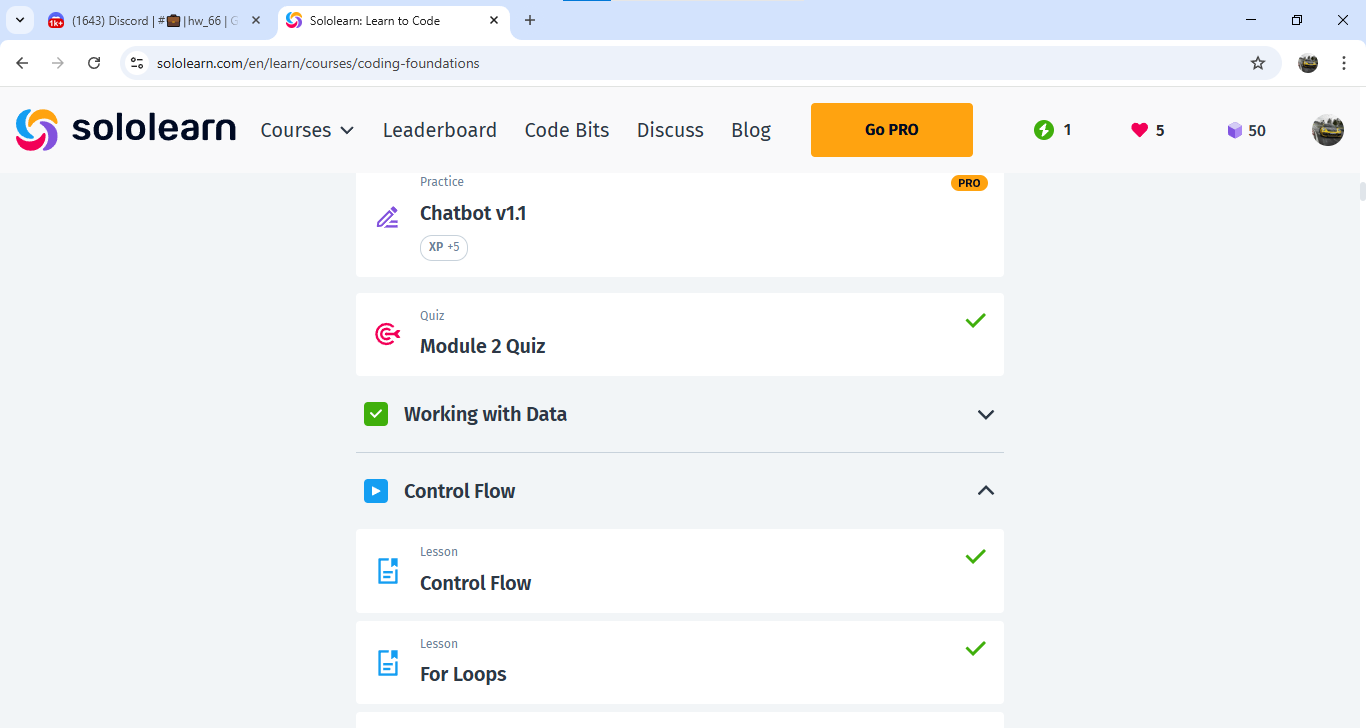 1k+
(1643) Discord | #💼 | hw_66 | G
Sololearn: Learn to Code
sololearn.com/en/learn/courses/coding-foundations
sololearn
Courses
Leaderboard
Code Bits
Discuss
Blog
Go PRO
1
5
50
Practice
PRO
Chatbot v1.1
XP +5
Quiz
Module 2 Quiz
Working with Data
Control Flow
Lesson
Control Flow
Lesson
For Loops